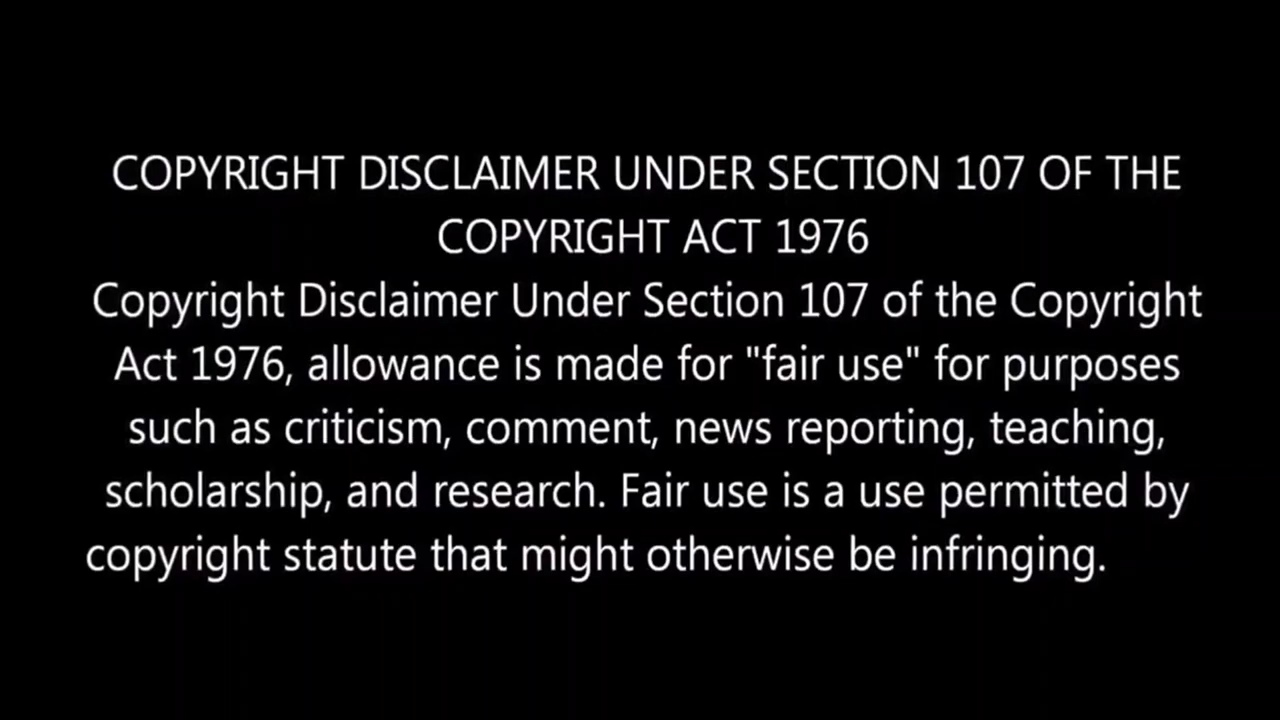 COPYRIGHT DISCLAIMER UNDER SECTION 107 OF THE
COPYRIGHT ACT 1976
Copyright Disclaimer Under Section 107 of the Copyright
Act 1976, allowance is made for "fair use" for purposes
such as criticism, comment, news reporting, teaching,
scholarship, and research. Fair use is a use permitted by
copyright statute that might otherwise be infringing.